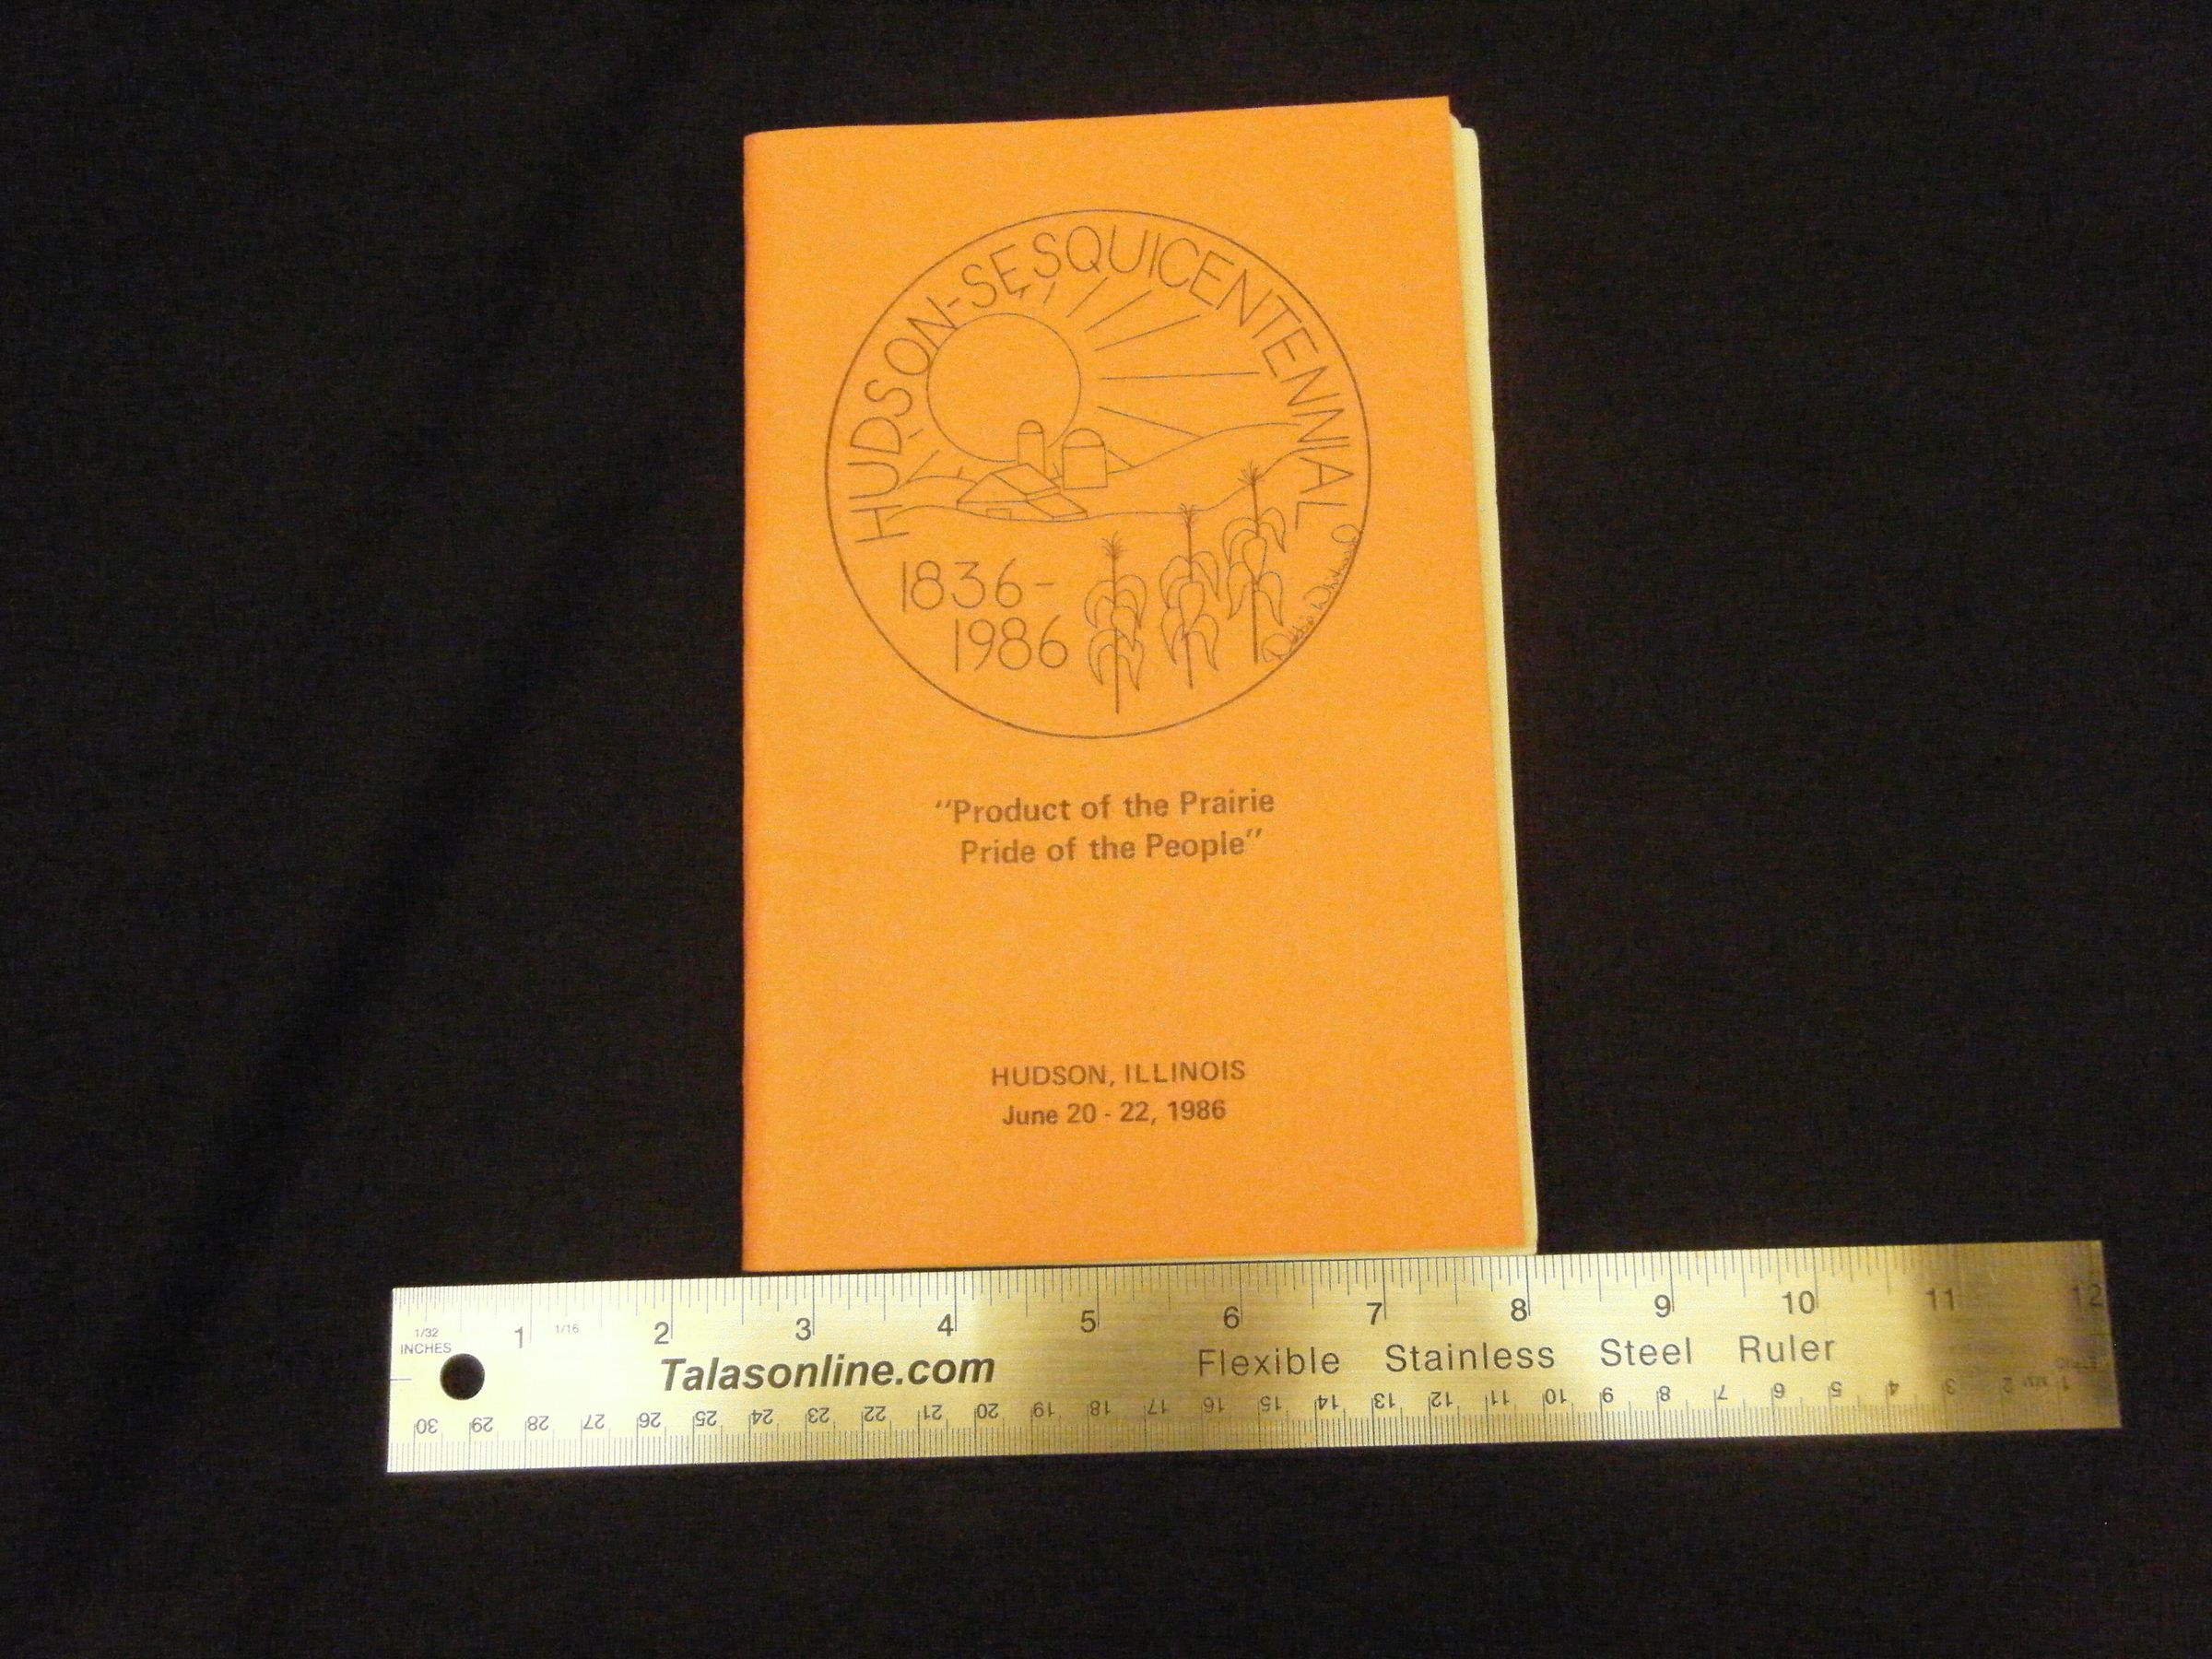 HUDSON-SESQUICENTENNIAL
1836-
1986
"Product of the Prairie
Pride of the People"
HUDSON, ILLINOIS
June 20 - 22, 1986
1/32
INCHES
1 1/16 2 3 4 5 6 7 8 9 10 11 12
Talasonline.com
Flexible Stainless Steel Ruler
30 29 28 27 26 25 24 23 22 21 20 19 18 17 16 15 14 13 12 11 10 9 8 7 6 5 4 3 2 1